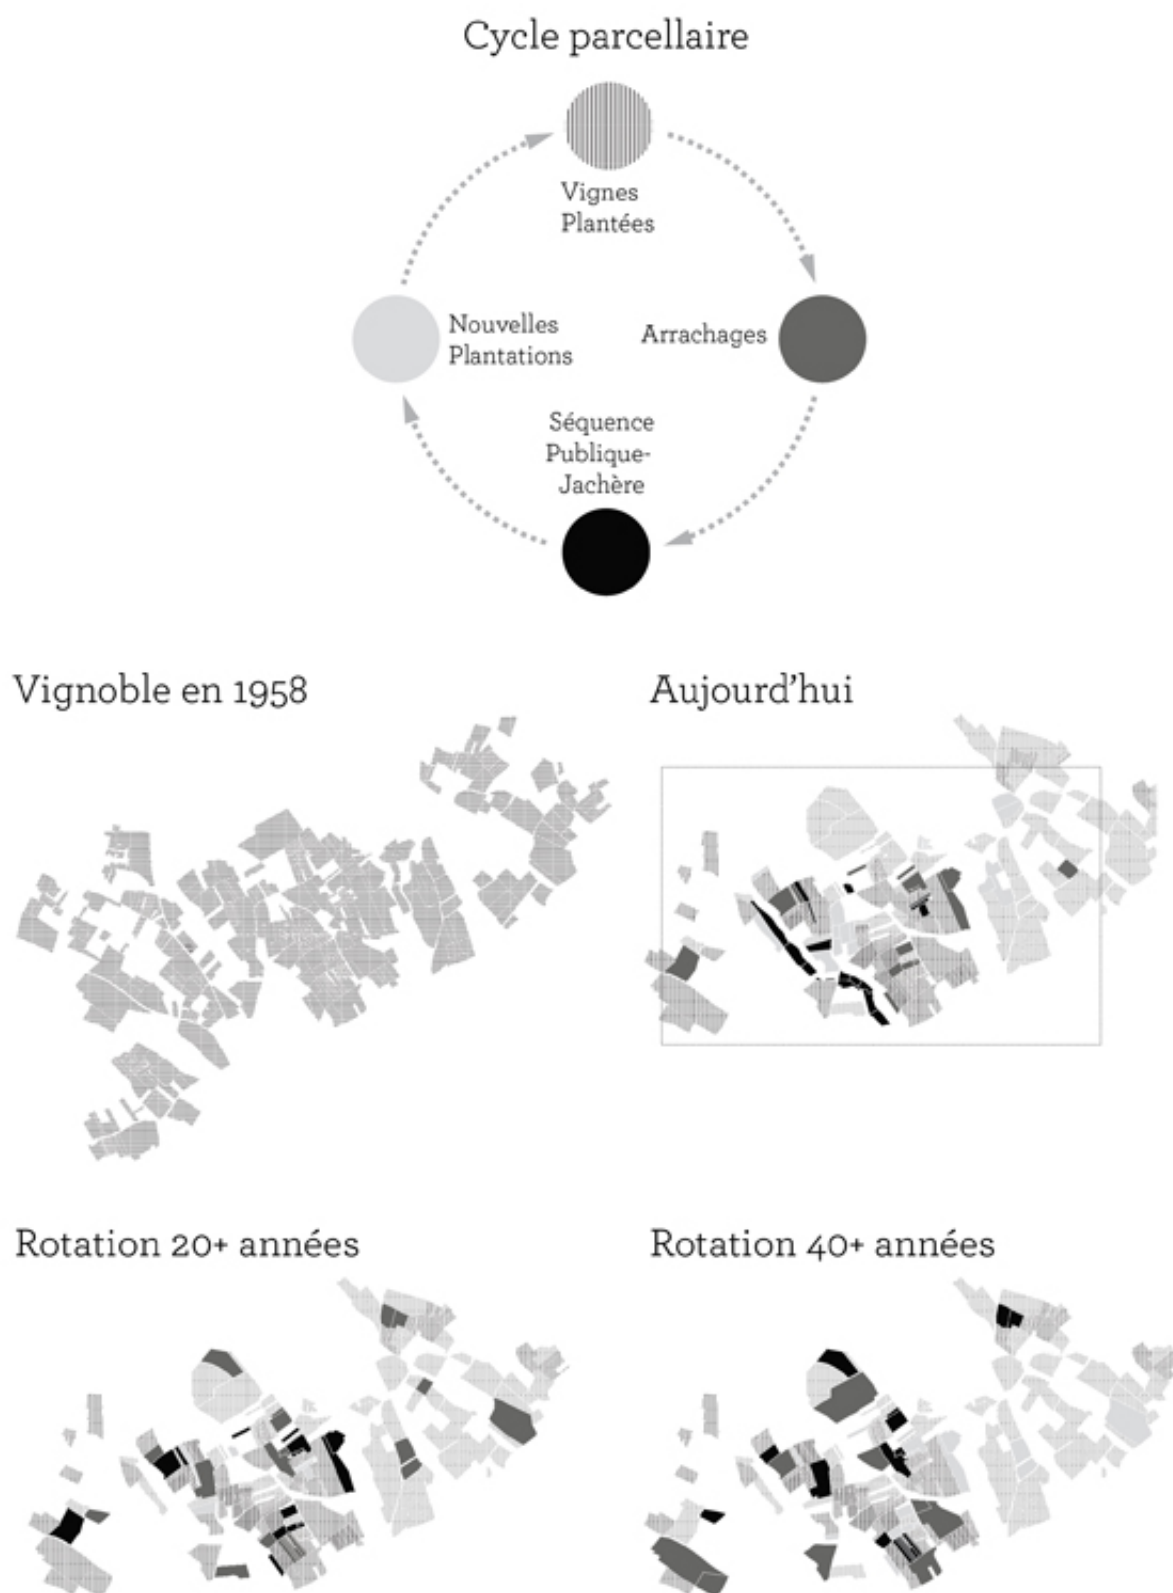 Cycle parcellaire
Vignes
Plantées
Nouvelles
Plantations
Arrachages
Séquence
Publique-
Jachère
Vignoble en 1958
Aujourd'hui
Rotation 20+ années
Rotation 40+ années